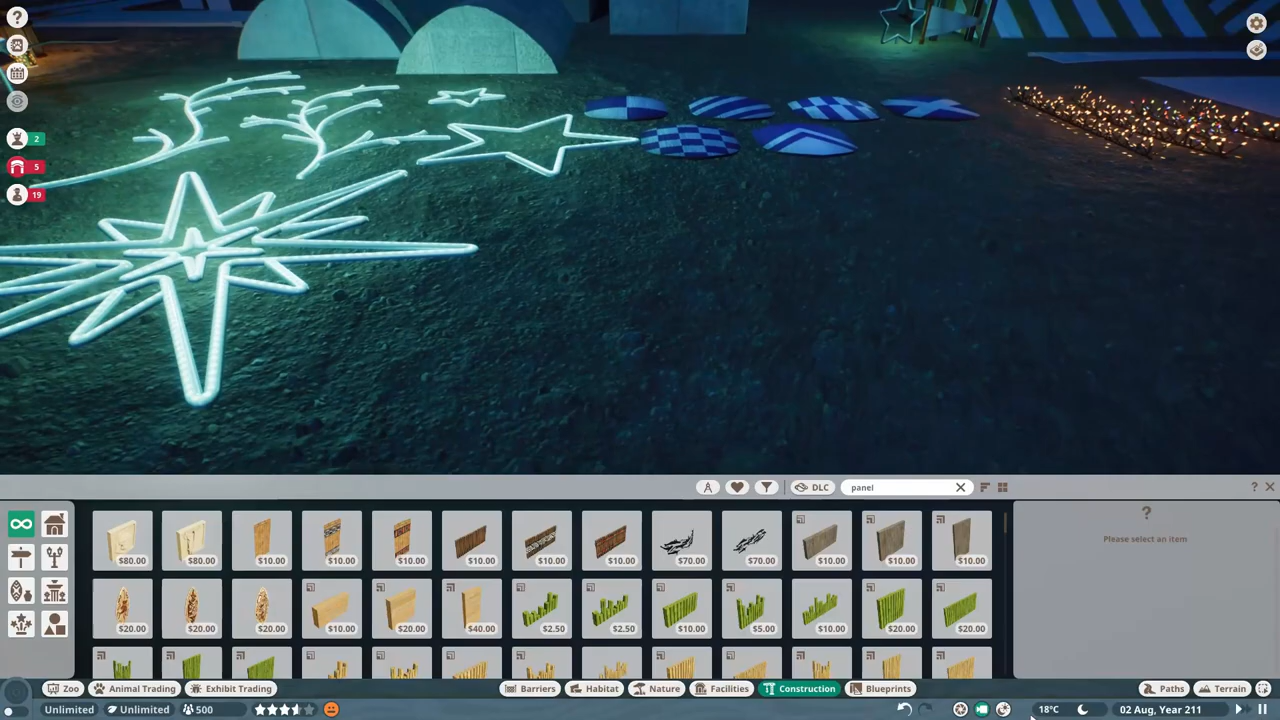 ?
2
5
19
DLC
panel
?
$80.00 $80.00 $10.00 $10.00 $10.00 $10.00 $10.00 $10.00 $70.00 $70.00 $10.00 $10.00 $10.00
?
Please select an item
$20.00 $20.00 $20.00 $10.00 $20.00 $40.00 $2.50 $2.50 $10.00 $5.00 $10.00 $20.00 $20.00
Zoo Animal Trading Exhibit Trading Barriers Habitat Nature Facilities Construction Blueprints Paths Terrain
Unlimited Unlimited 500 18°C 02 Aug, Year 211